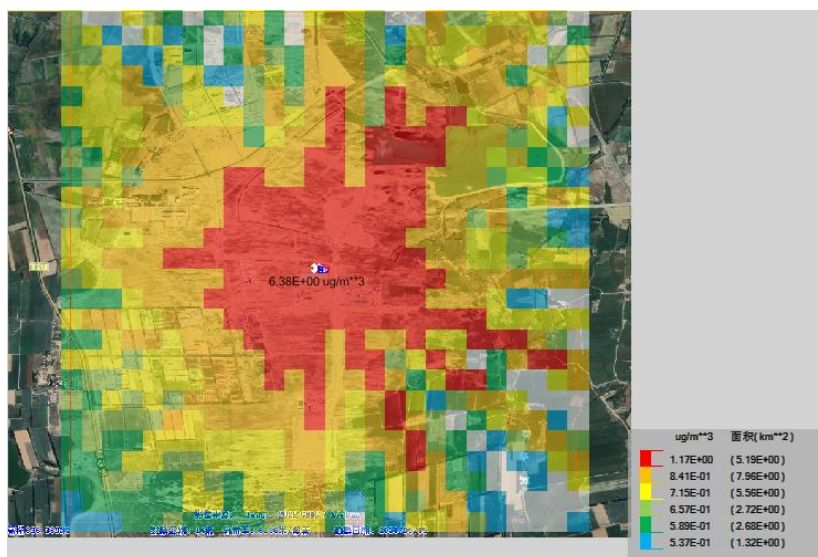 6.38E+00 ug/m**3
ug/m**3 面积(km**2)
1.17E+00 (5.19E+00)
8.41E-01 (7.96E+00)
7.15E-01 (5.56E+00)
6.57E-01 (2.72E+00)
5.89E-01 (2.68E+00)
5.37E-01 (1.32E+00)